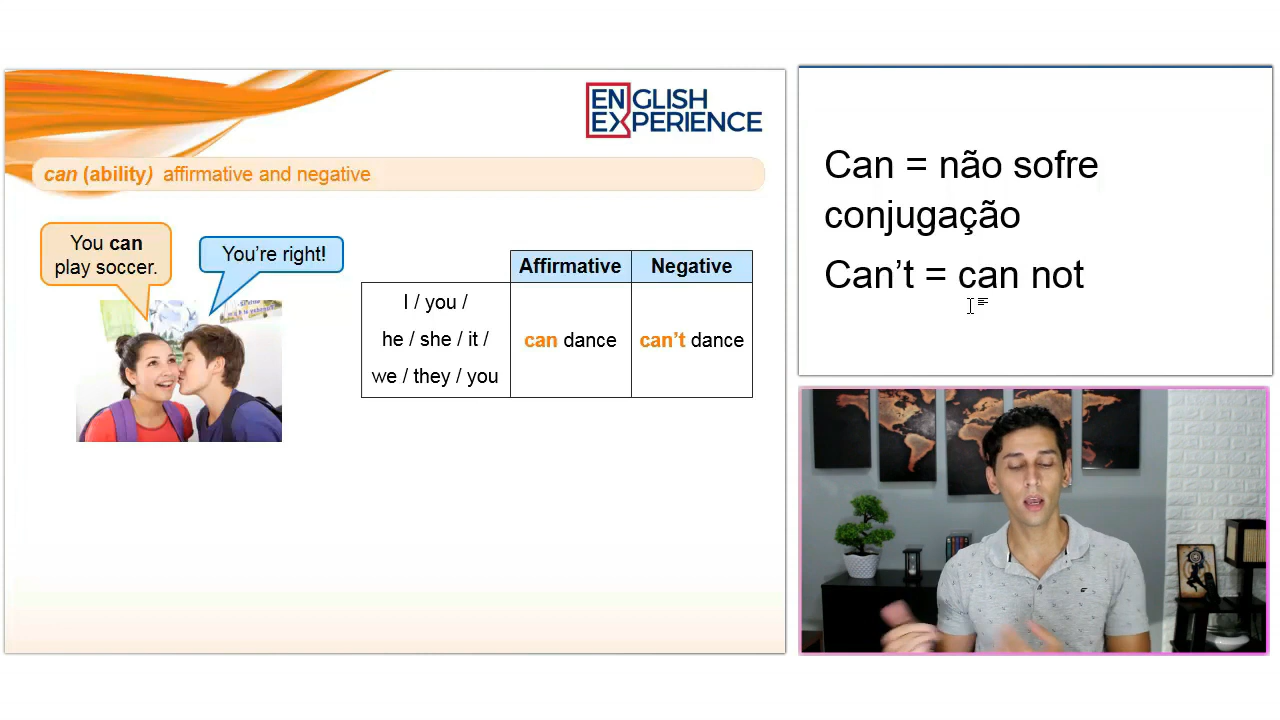 ENGLISH
EXPERIENCE
can (ability) affirmative and negative
You can
play soccer.
You're right!
Affirmative
Negative
I / you /
he / she / it /
we / they / you
can dance
can't dance
Can = não sofre
conjugação
Can't = can not